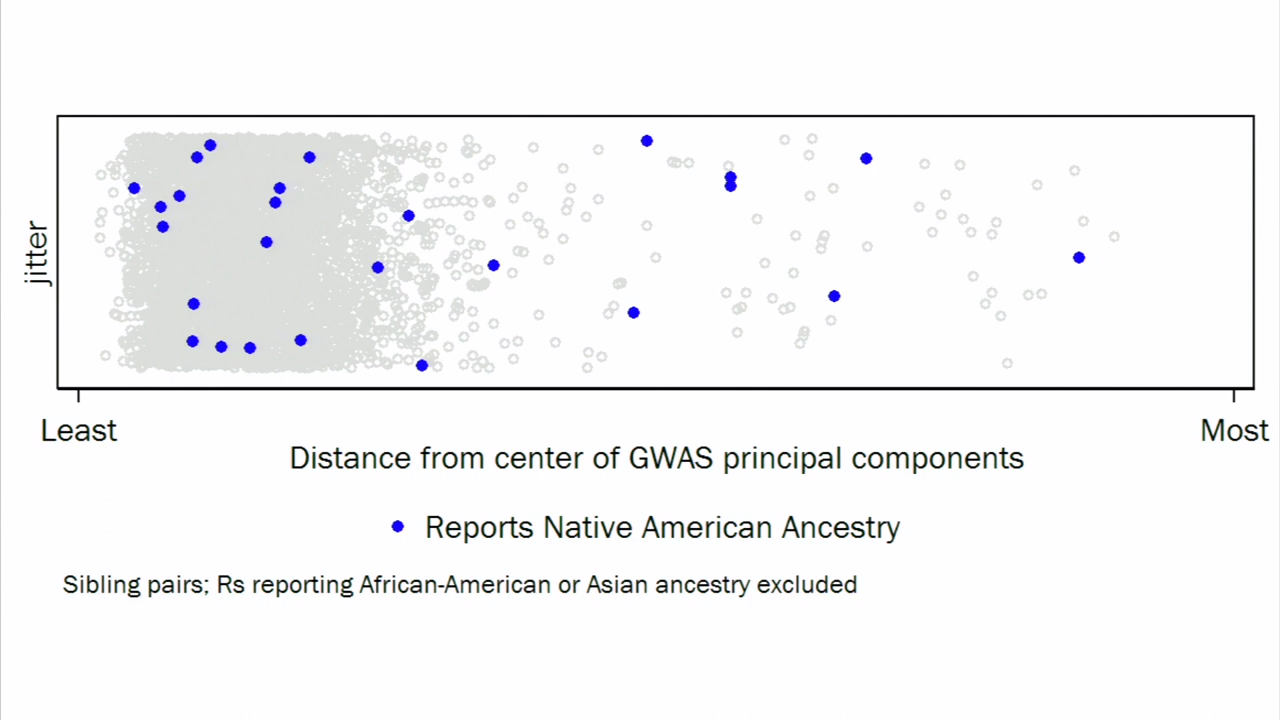 jitter
Least
Most
Distance from center of GWAS principal components
Reports Native American Ancestry
Sibling pairs; Rs reporting African-American or Asian ancestry excluded